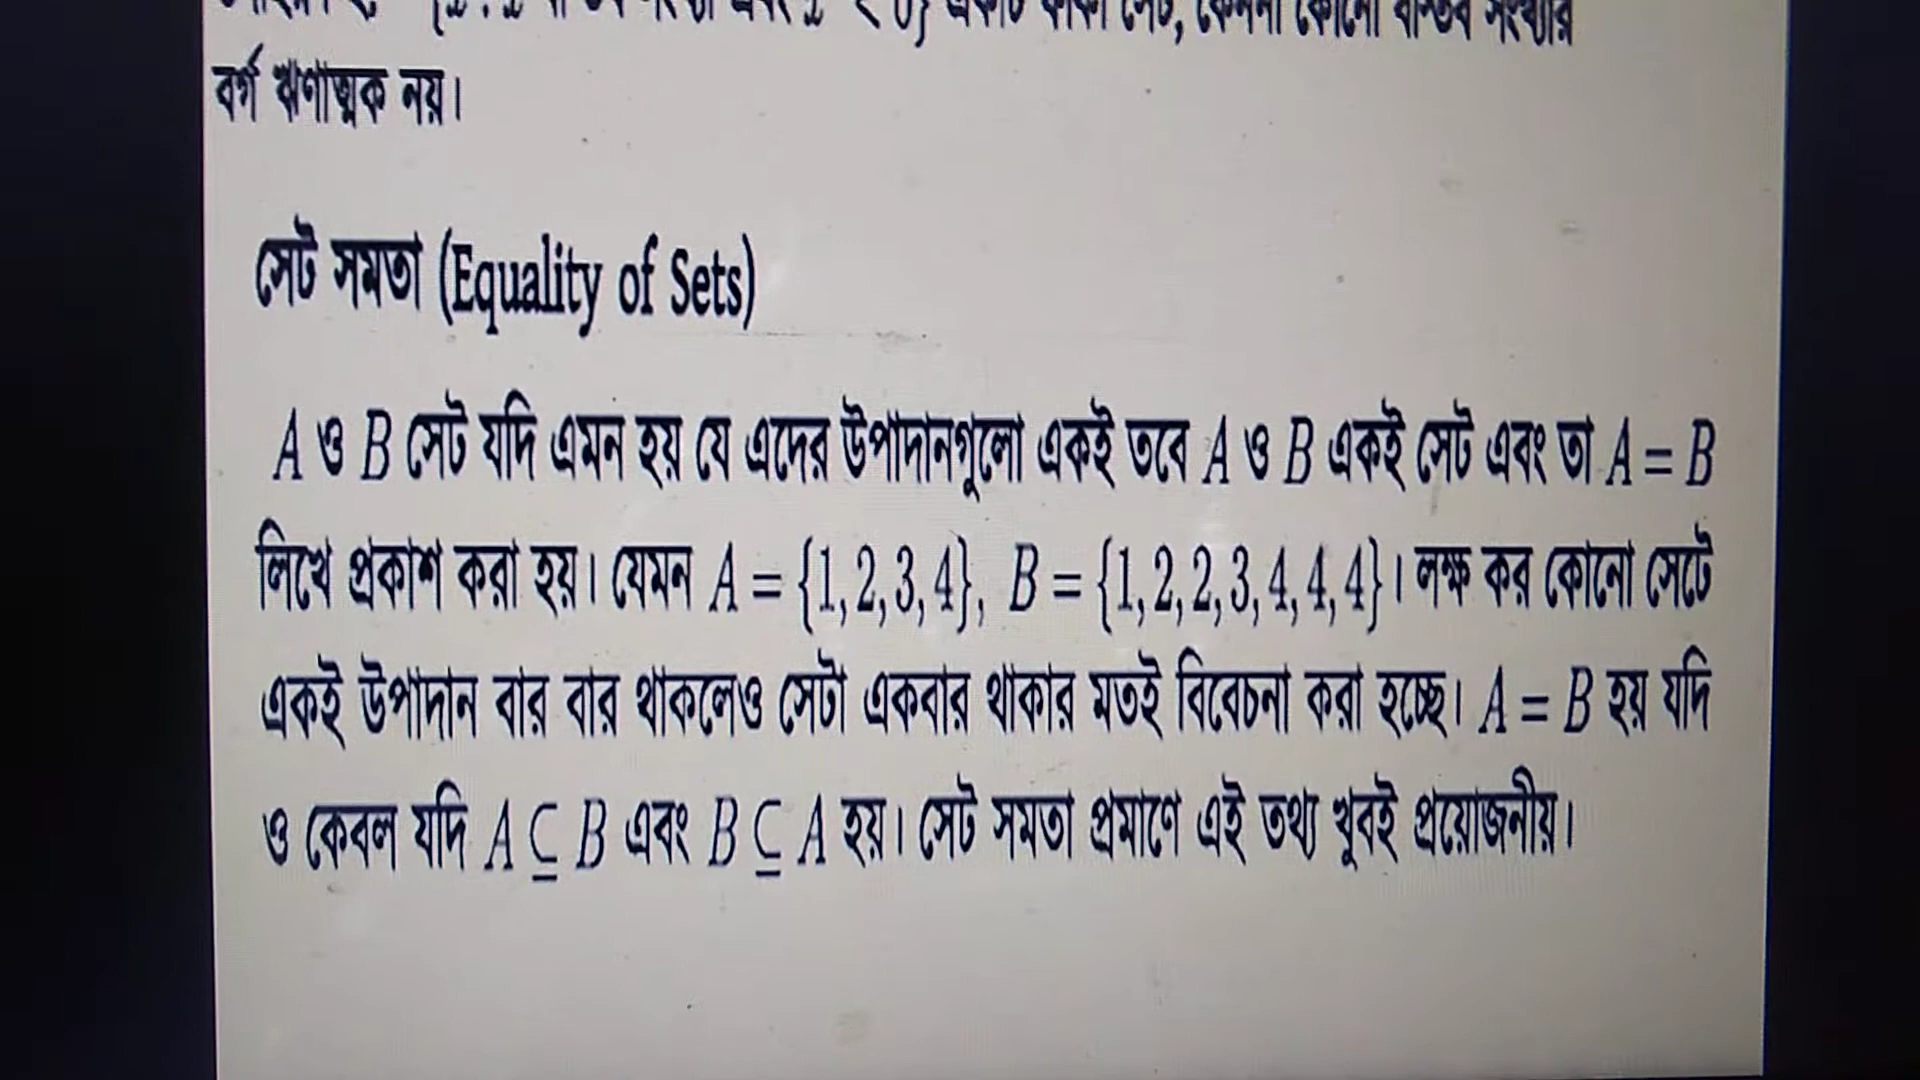 বর্গ ঋণাত্মক নয়।
সেট সমতা (Equality of Sets)
A ও B সেট যদি এমন হয় যে এদের উপাদানগুলো একই তবে A ও B একই সেট এবং তা A = B
লিখে প্রকাশ করা হয়। যেমন A = {1, 2, 3, 4}, B = {1, 2, 2, 3, 4, 4, 4}। লক্ষ কর কোনো সেটে
একই উপাদান বার বার থাকলেও সেটা একবার থাকার মতই বিবেচনা করা হচ্ছে। A = B হয় যদি
ও কেবল যদি A ⊆ B এবং B ⊆ A হয়। সেট সমতা প্রমাণে এই তথ্য খুবই প্রয়োজনীয়।